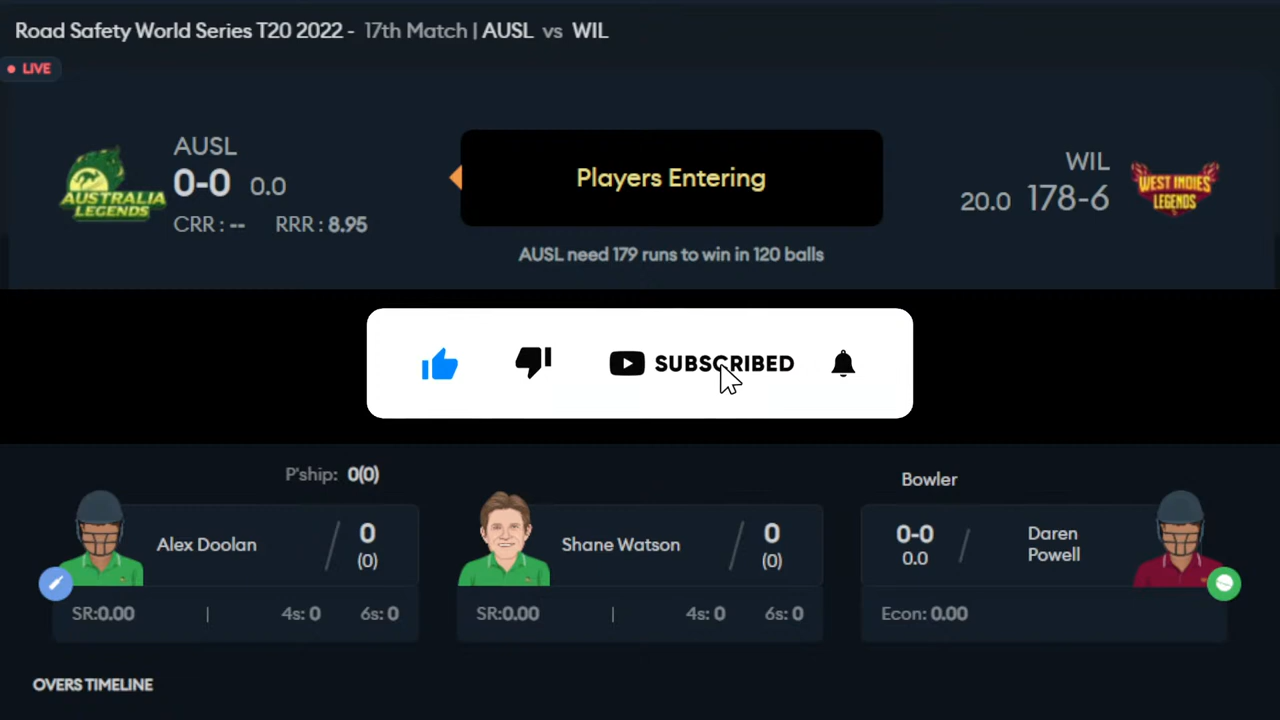 Road Safety World Series T20 2022 - 17th Match | AUSL vs WIL
LIVE
AUSL
0-0 0.0
CRR : -- RRR : 8.95
AUSTRALIA
LEGENDS
Players Entering
AUSL need 179 runs to win in 120 balls
WIL
20.0 178-6
WEST INDIES
LEGENDS
SUBSCRIBED
P'ship: 0(0)
Alex Doolan
0
(0)
SR:0.00 | 4s: 0 6s: 0
Shane Watson
0
(0)
SR:0.00 | 4s: 0 6s: 0
Bowler
0-0
0.0
Daren
Powell
Econ: 0.00
OVERS TIMELINE